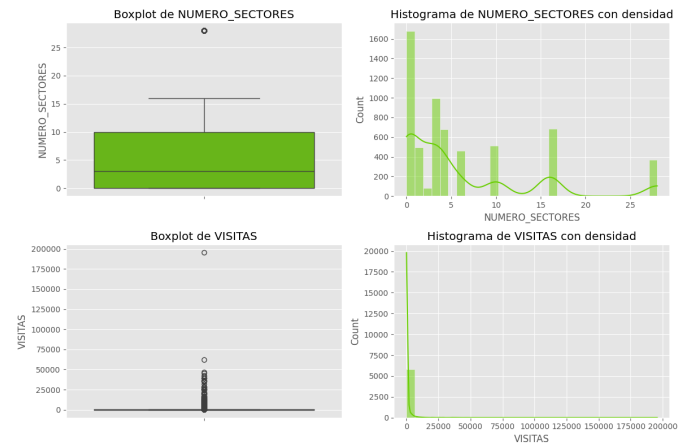 Boxplot de NUMERO_SECTORES
25
20
15
10
5
0
NUMERO_SECTORES
Histograma de NUMERO_SECTORES con densidad
1600
1400
1200
1000
800
600
400
200
0
Count
0 5 10 15 20 25
NUMERO_SECTORES
Boxplot de VISITAS
200000
175000
150000
125000
100000
75000
50000
25000
0
VISITAS
Histograma de VISITAS con densidad
20000
17500
15000
12500
10000
7500
5000
2500
0
Count
0 25000 50000 75000 100000 125000 150000 175000 200000
VISITAS